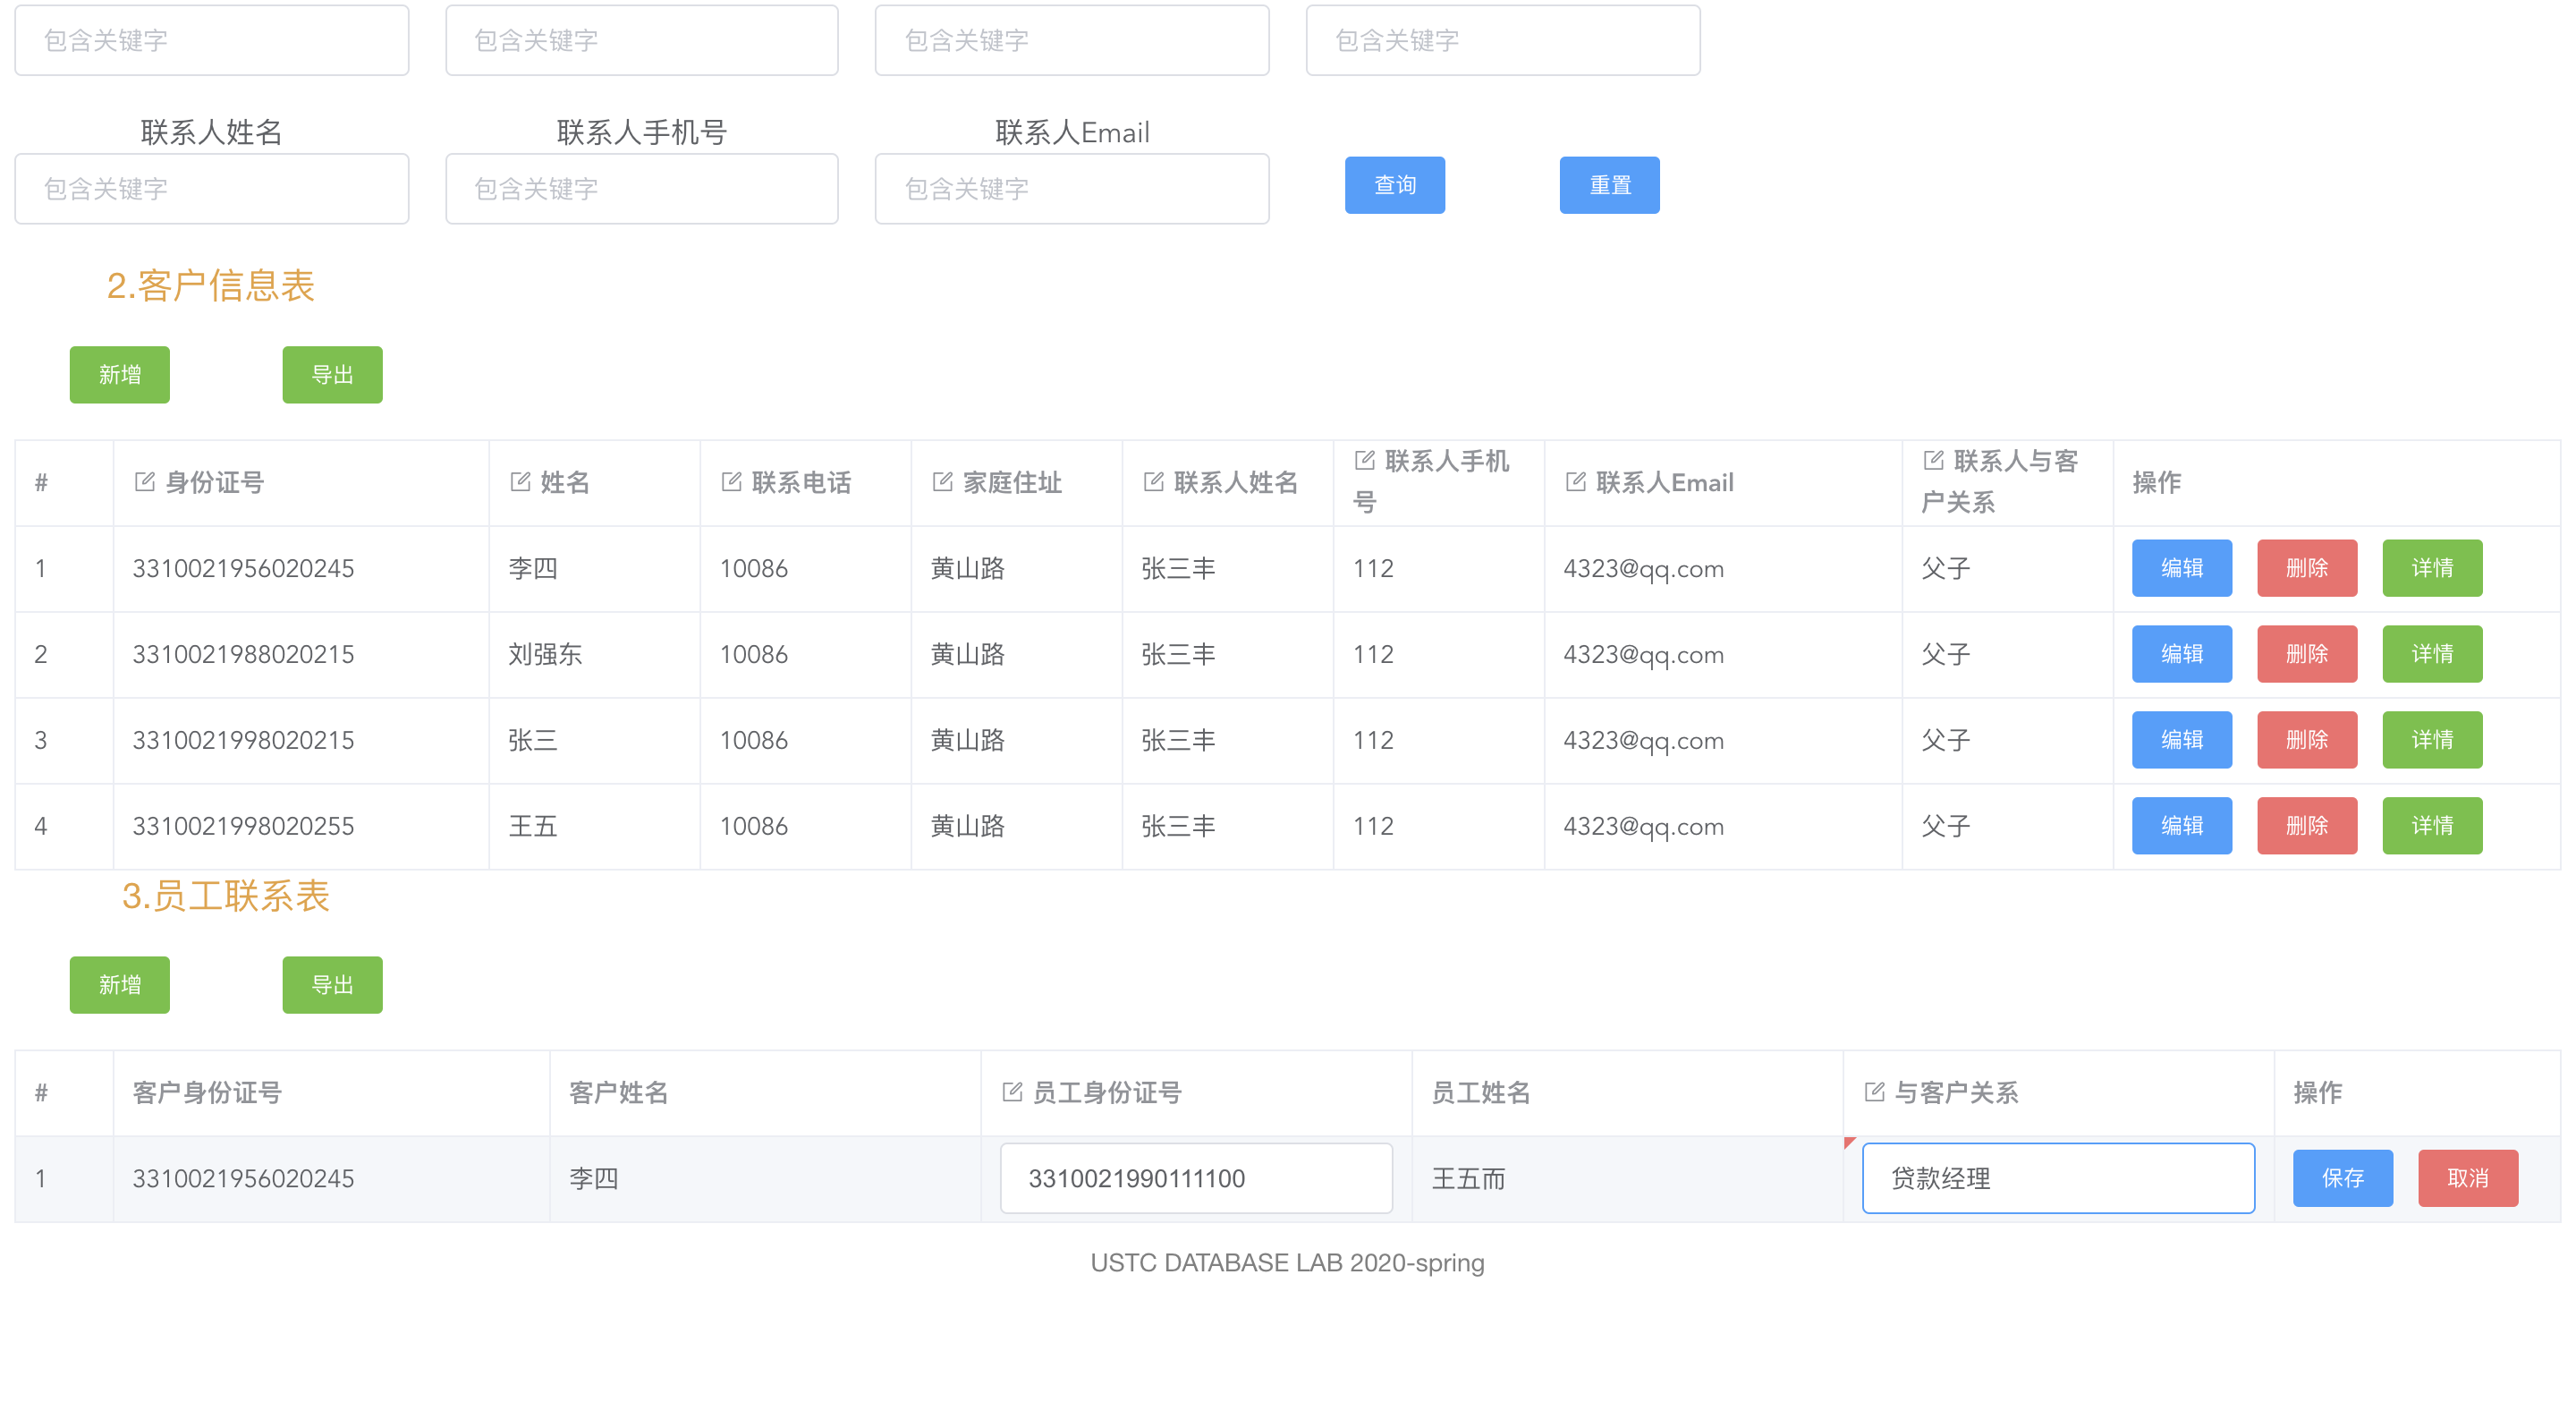 包含关键字 包含关键字 包含关键字 包含关键字
联系人姓名 联系人手机号 联系人Email
包含关键字 包含关键字 包含关键字 查询 重置
2.客户信息表
新增 导出
# 身份证号 姓名 联系电话 家庭住址 联系人姓名 联系人手机号 联系人Email 联系人与客户关系 操作
1 3310021956020245 李四 10086 黄山路 张三丰 112 4323@qq.com 父子 编辑 删除 详情
2 3310021988020215 刘强东 10086 黄山路 张三丰 112 4323@qq.com 父子 编辑 删除 详情
3 3310021998020215 张三 10086 黄山路 张三丰 112 4323@qq.com 父子 编辑 删除 详情
4 3310021998020255 王五 10086 黄山路 张三丰 112 4323@qq.com 父子 编辑 删除 详情
3.员工联系表
新增 导出
# 客户身份证号 客户姓名 员工身份证号 员工姓名 与客户关系 操作
1 3310021956020245 李四 3310021990111100 王五而 贷款经理 保存 取消
USTC DATABASE LAB 2020-spring